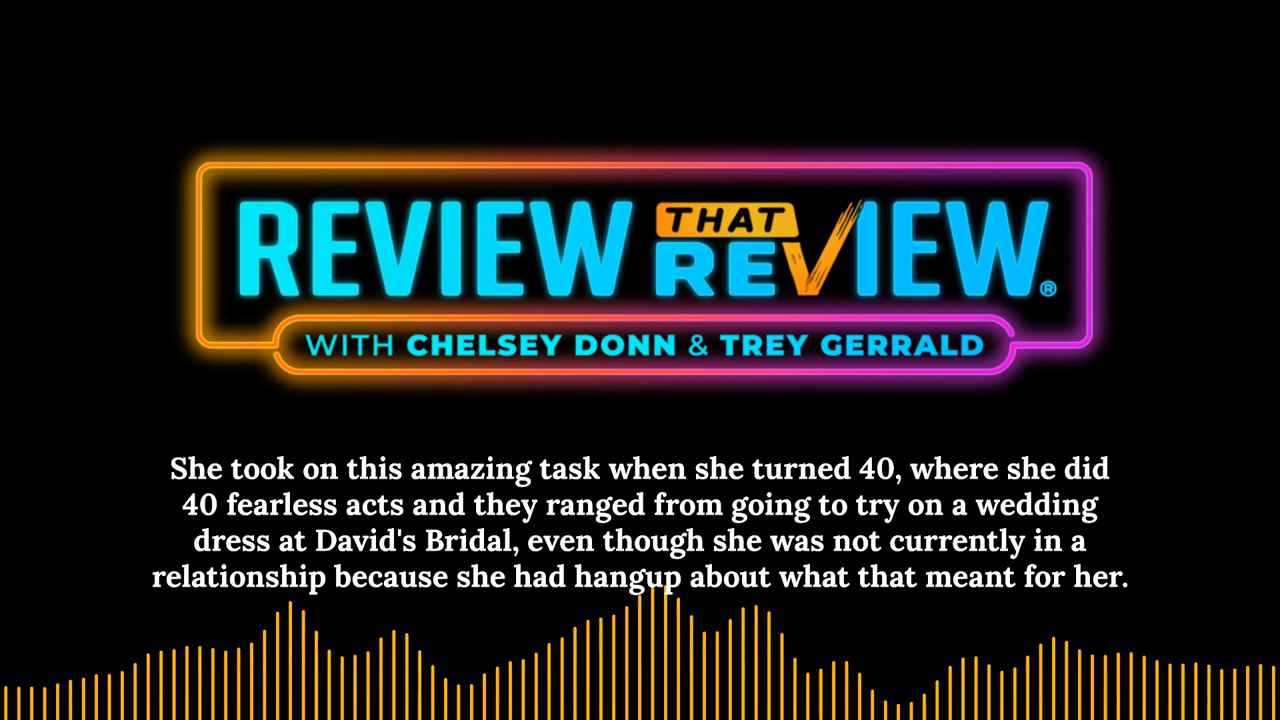 REVIEW THAT REVIEW®
WITH CHELSEY DONN & TREY GERRALD
She took on this amazing task when she turned 40, where she did
40 fearless acts and they ranged from going to try on a wedding
dress at David's Bridal, even though she was not currently in a
relationship because she had hangup about what that meant for her.